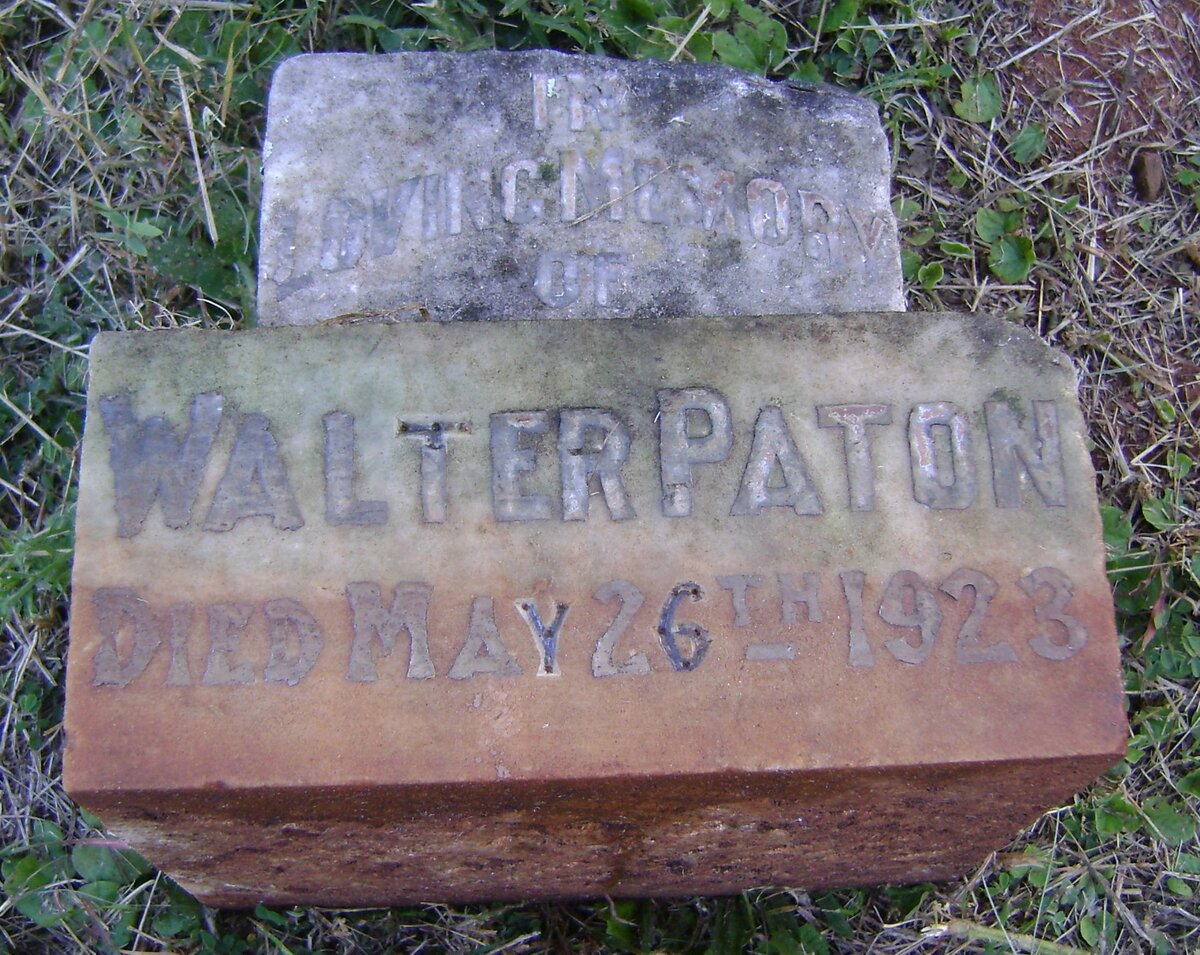 IN
LOVING MEMORY
OF
WALTER PATON
DIED MAY 26TH 1923